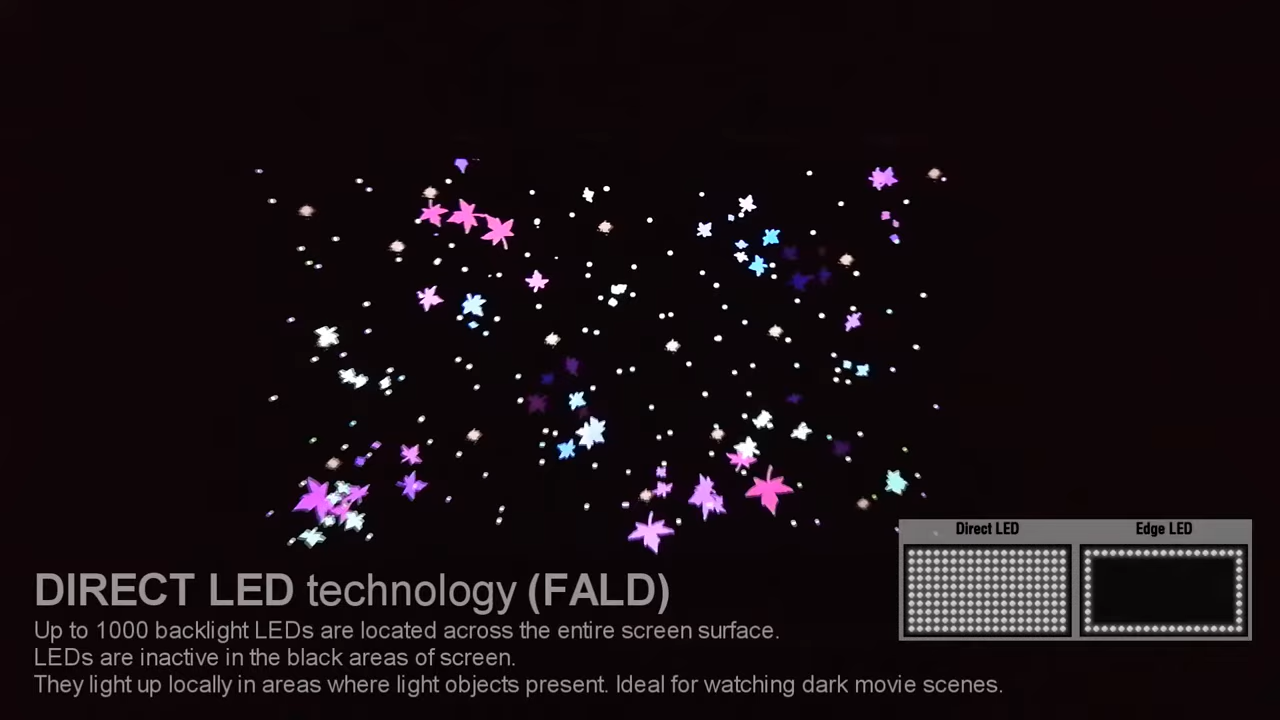 Direct LED
Edge LED
DIRECT LED technology (FALD)
Up to 1000 backlight LEDs are located across the entire screen surface.
LEDs are inactive in the black areas of screen.
They light up locally in areas where light objects present. Ideal for watching dark movie scenes.